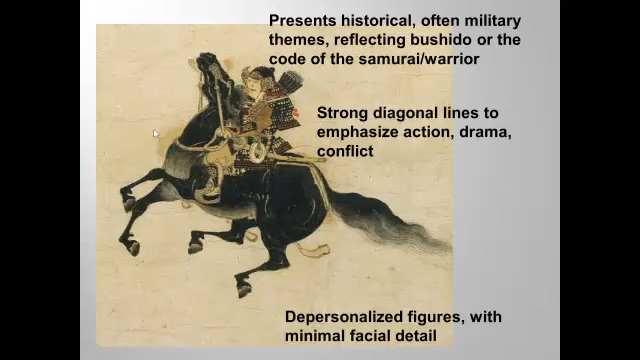 Presents historical, often military
themes, reflecting bushido or the
code of the samurai/warrior
Strong diagonal lines to
emphasize action, drama,
conflict
Depersonalized figures, with
minimal facial detail